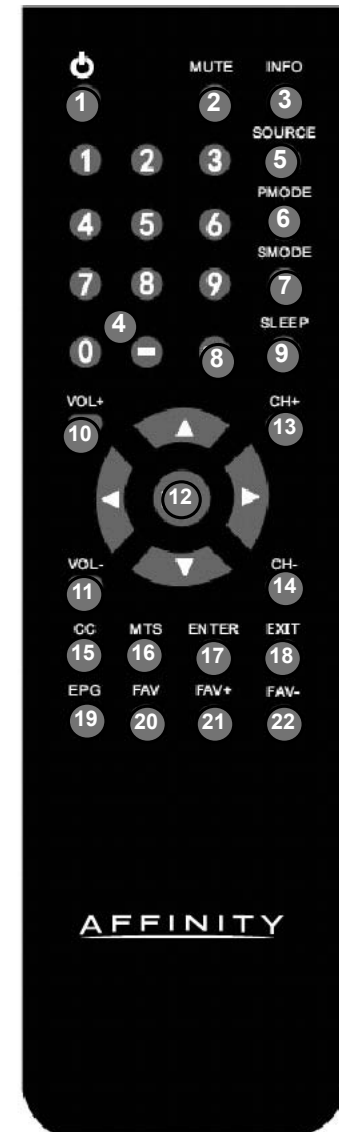 MUTE INFO
1 2 3
SOURCE
1 2 3 5
PMODE
4 5 6 6
SMODE
7 8 9 7
4 SLEEP
0 - 8 9
VOL+ CH+
10 13
12
VOL- CH-
11 14
CC MTS ENTER EXIT
15 16 17 18
EPG FAV FAV+ FAV-
19 20 21 22
AFFINITY